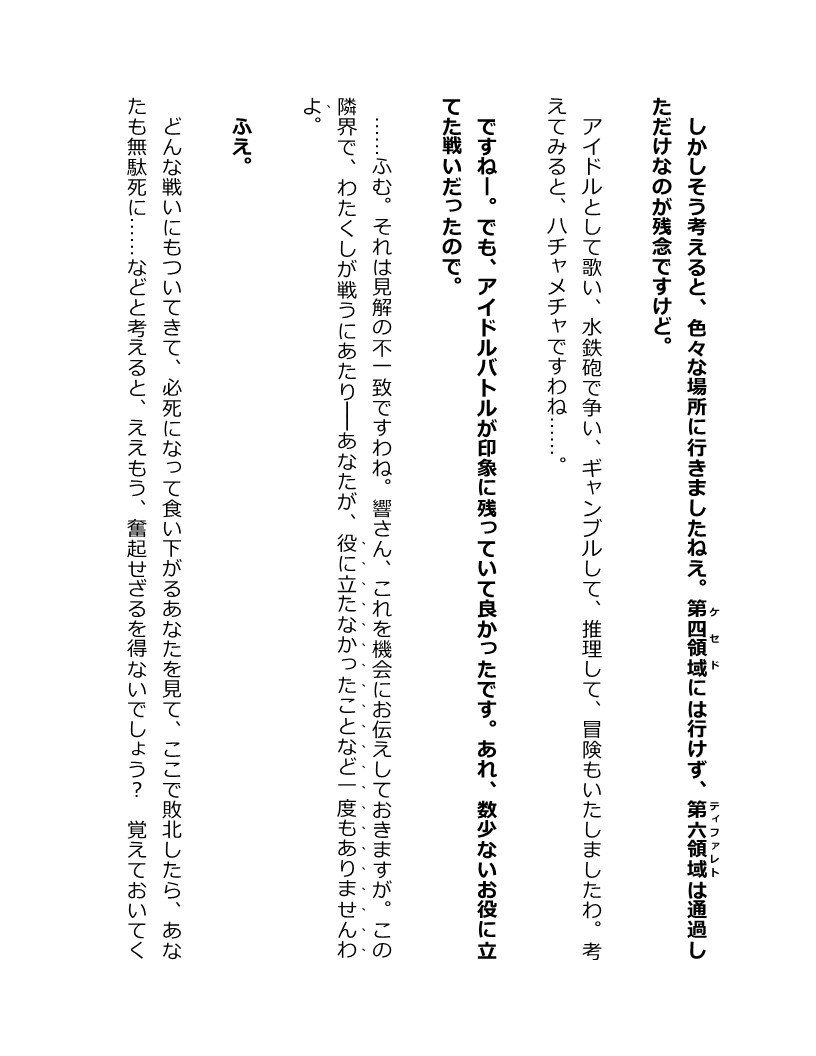 しかしそう考えると、色々な場所に行きましたねえ。第四領域には行けず、第六領域は通過し
ケセド
ティファレト
ただけなのが残念ですけど。
アイドルとして歌い、水鉄砲で争い、ギャンブルして、推理して、冒険もいたしましたわ。考
えてみると、ハチャメチャですわね……。
ですねー。でも、アイドルバトルが印象に残っていて良かったです。あれ、数少ないお役に立
てた戦いだったので。
……ふむ。それは見解の不一致ですわね。響さん、これを機会にお伝えしておきますが。この
隣界で、わたくしが戦うにあたり──あなたが、役に立たなかったことなど一度もありませんわ
よ。
ふえ。
どんな戦いにもついてきて、必死になって食い下がるあなたを見て、ここで敗北したら、あな
たも無駄死に……などと考えると、ええもう、奮起せざるを得ないでしょう？　覚えておいてく